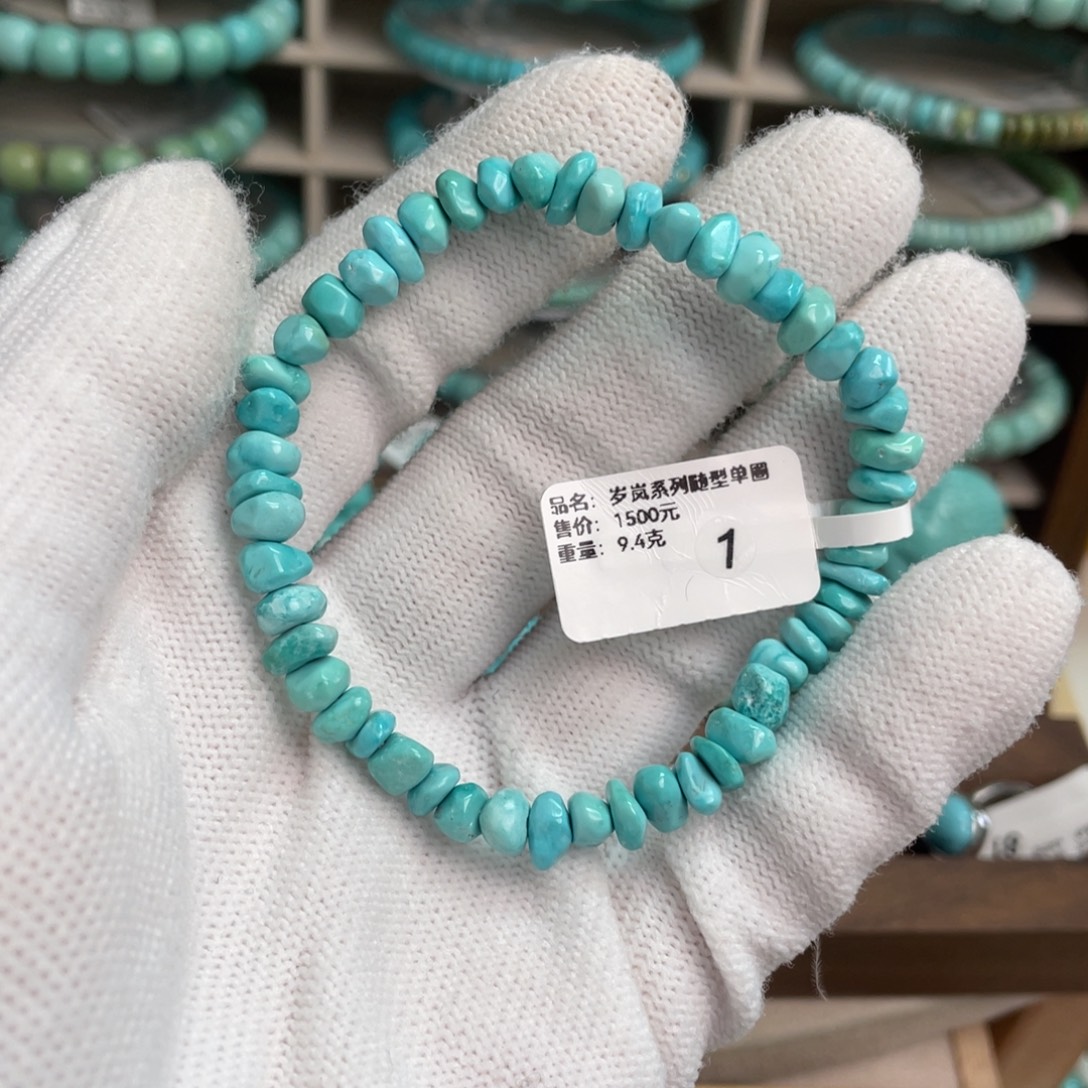 品名: 岁岚系列随型单圈
售价: 1500元
重量: 9.4克
1